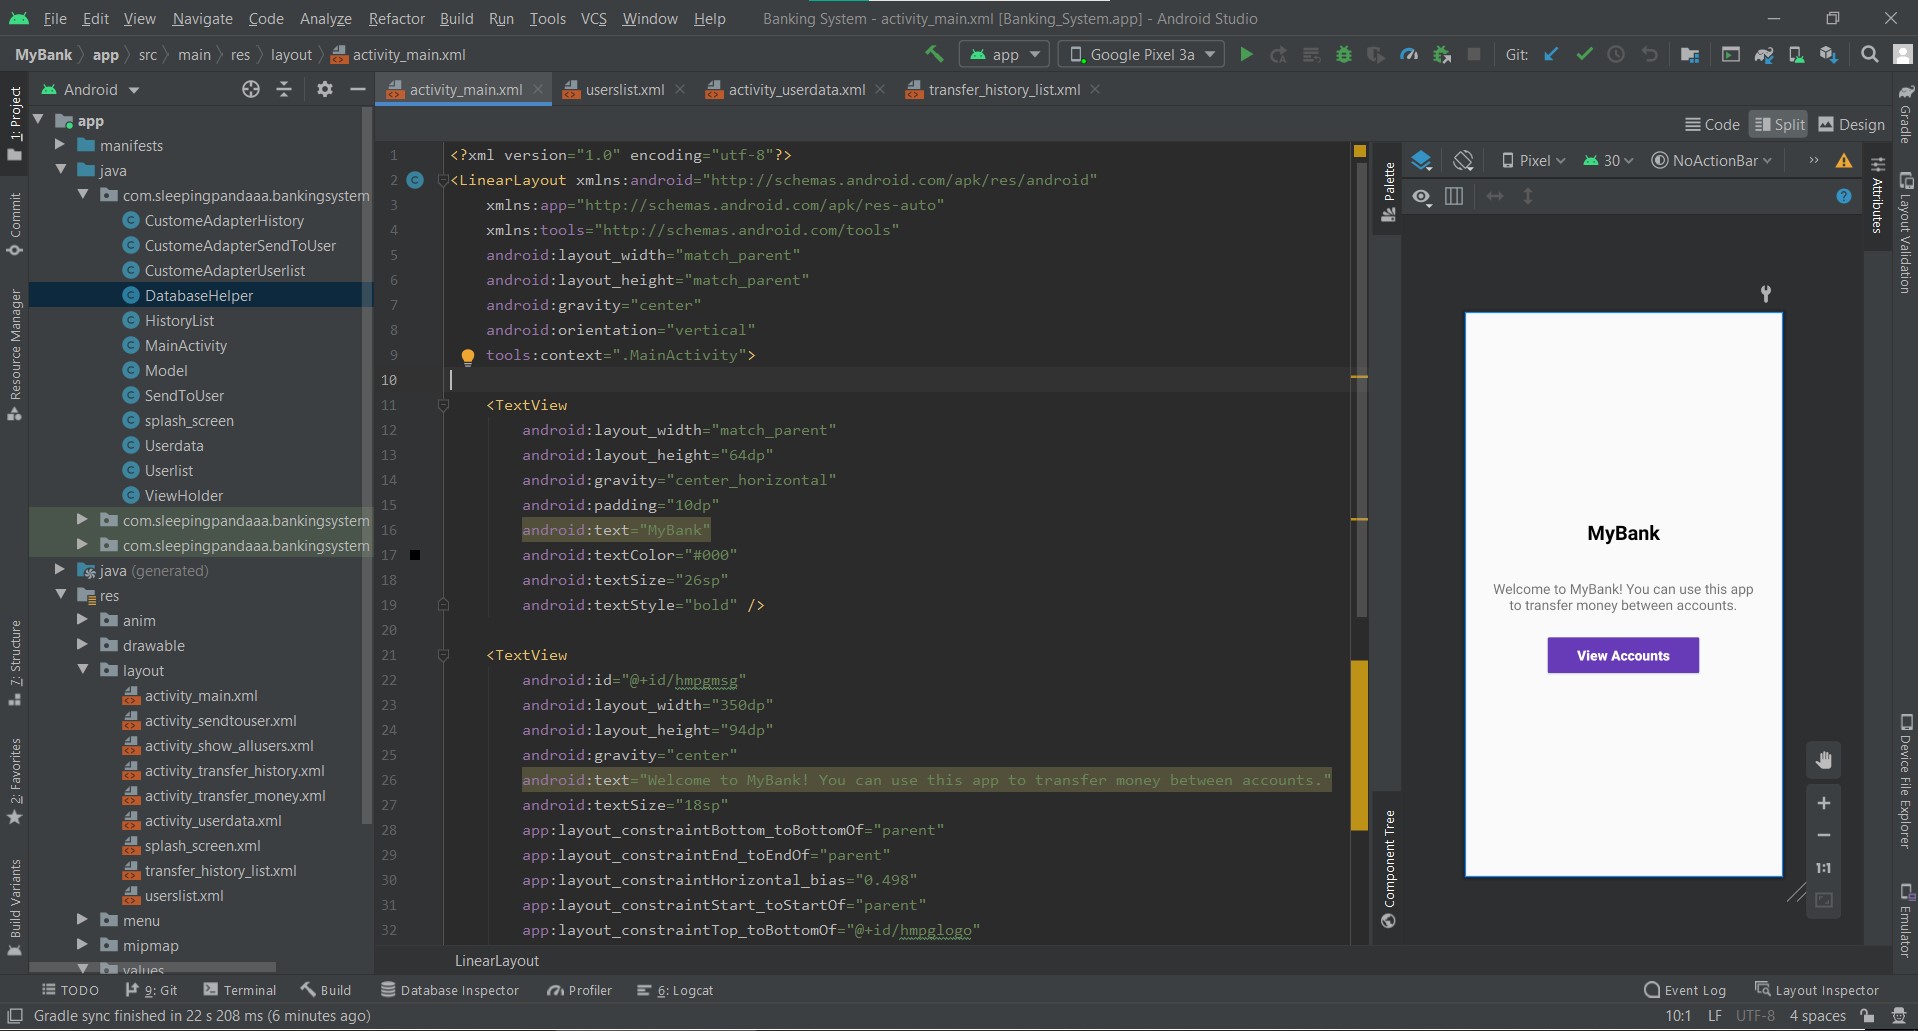 File Edit View Navigate Code Analyze Refactor Build Run Tools VCS Window Help Banking System - activity_main.xml [Banking_System.app] - Android Studio
MyBank app src main res layout activity_main.xml app Google Pixel 3a Git:
Android activity_main.xml userslist.xml activity_userdata.xml transfer_history_list.xml
Code Split Design
1: Project
Commit
Resource Manager
7: Structure
2: Favorites
Build Variants
app
manifests
java
com.sleepingpandaaa.bankingsystem
CustomeAdapterHistory
CustomeAdapterSendToUser
CustomeAdapterUserlist
DatabaseHelper
HistoryList
MainActivity
Model
SendToUser
splash_screen
Userdata
Userlist
ViewHolder
com.sleepingpandaaa.bankingsystem
com.sleepingpandaaa.bankingsystem
java (generated)
res
anim
drawable
layout
activity_main.xml
activity_sendtouser.xml
activity_show_allusers.xml
activity_transfer_history.xml
activity_transfer_money.xml
activity_userdata.xml
splash_screen.xml
transfer_history_list.xml
userslist.xml
menu
mipmap
values
1 <?xml version="1.0" encoding="utf-8"?>
2 <LinearLayout xmlns:android="http://schemas.android.com/apk/res/android"
3 xmlns:app="http://schemas.android.com/apk/res-auto"
4 xmlns:tools="http://schemas.android.com/tools"
5 android:layout_width="match_parent"
6 android:layout_height="match_parent"
7 android:gravity="center"
8 android:orientation="vertical"
9 tools:context=".MainActivity">
10
11 <TextView
12 android:layout_width="match_parent"
13 android:layout_height="64dp"
14 android:gravity="center_horizontal"
15 android:padding="10dp"
16 android:text="MyBank"
17 android:textColor="#000"
18 android:textSize="26sp"
19 android:textStyle="bold" />
20
21 <TextView
22 android:id="@+id/hmpgmsg"
23 android:layout_width="350dp"
24 android:layout_height="94dp"
25 android:gravity="center"
26 android:text="Welcome to MyBank! You can use this app to transfer money between accounts."
27 android:textSize="18sp"
28 app:layout_constraintBottom_toBottomOf="parent"
29 app:layout_constraintEnd_toEndOf="parent"
30 app:layout_constraintHorizontal_bias="0.498"
31 app:layout_constraintStart_toStartOf="parent"
32 app:layout_constraintTop_toBottomOf="@+id/hmpglogo"
LinearLayout
Palette
Component Tree
Pixel 30 NoActionBar »
MyBank
Welcome to MyBank! You can use this app
to transfer money between accounts.
View Accounts
1:1
Attributes
Gradle
Layout Validation
Device File Explorer
Emulator
TODO 9: Git Terminal Build Database Inspector Profiler 6: Logcat Event Log Layout Inspector
Gradle sync finished in 22 s 208 ms (6 minutes ago) 10:1 LF UTF-8 4 spaces